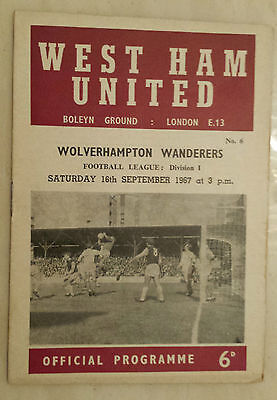 WEST HAM
UNITED
BOLEYN GROUND : LONDON E.13
No. 6
WOLVERHAMPTON WANDERERS
FOOTBALL LEAGUE: Division 1
SATURDAY 16th SEPTEMBER 1967 at 3 p.m.
OFFICIAL PROGRAMME 6D